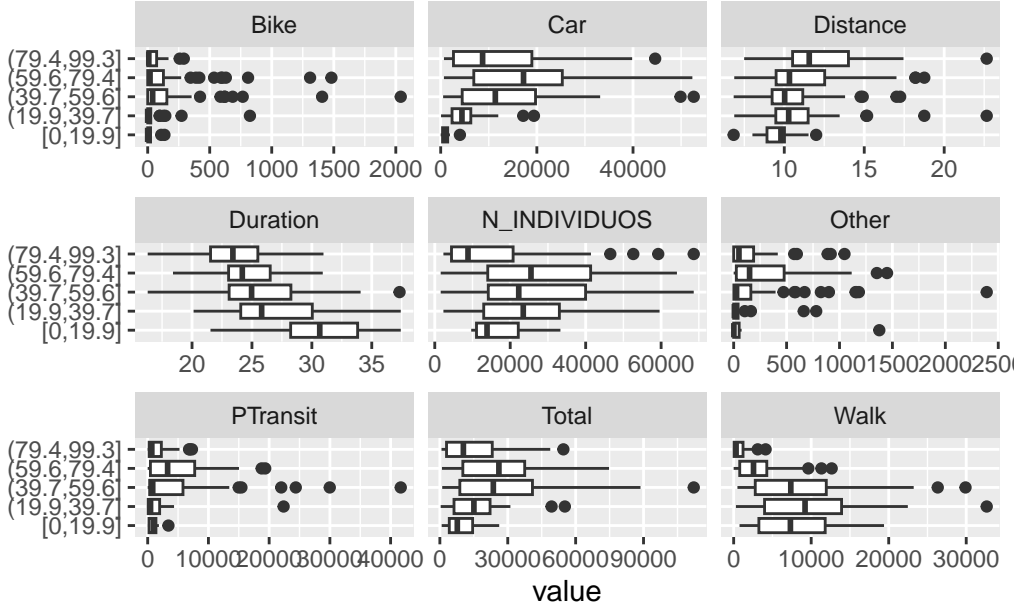 Bike Car Distance
(79.4,99.3]
(59.6,79.4]
(39.7,59.6]
(19.9,39.7]
[0,19.9]
0 500 1000 1500 2000 0 20000 40000 10 15 20
Duration N_INDIVIDUOS Other
(79.4,99.3]
(59.6,79.4]
(39.7,59.6]
(19.9,39.7]
[0,19.9]
20 25 30 35 0 20000 40000 60000 0 500 1000 1500 2000 2500
PTransit Total Walk
(79.4,99.3]
(59.6,79.4]
(39.7,59.6]
(19.9,39.7]
[0,19.9]
0 10000 20000 30000 40000 0 30000 60000 90000 0 10000 20000 30000
value